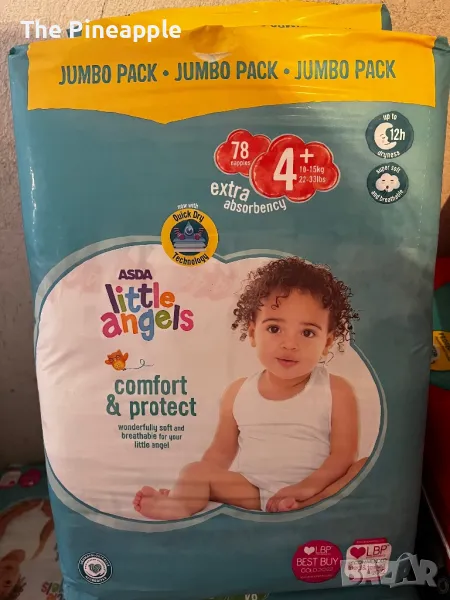 The Pineapple
JUMBO PACK • JUMBO PACK • JUMBO PACK
78
nappies
4+
10-15kg
22-33lbs
extra
absorbency
up to
12h
dryness
super soft
and breathable
now with
Quick Dry
Technology
ASDA
little
angels
comfort
& protect
wonderfully soft and
breathable for your
little angel
LBP
BEST BUY
LBP
BAZAR